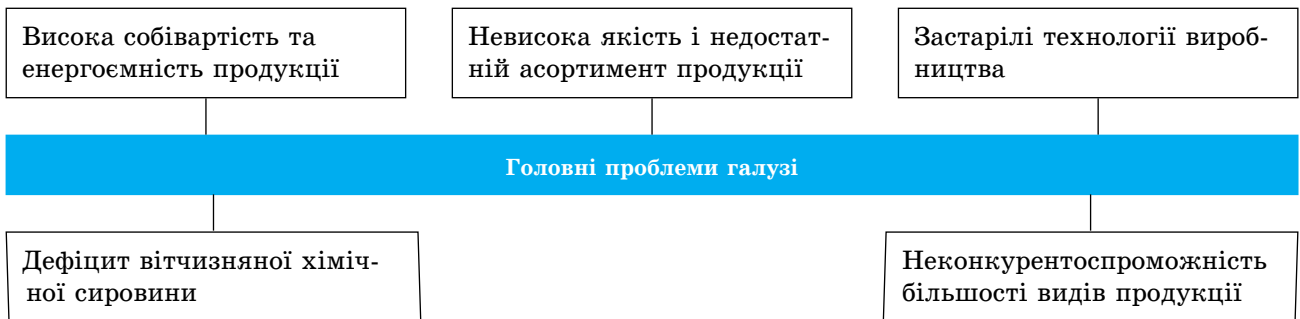 Висока собівартість та
енергоємність продукції
Невисока якість і недостат-
ній асортимент продукції
Застарілі технології вироб-
ництва
Головні проблеми галузі
Дефіцит вітчизняної хіміч-
ної сировини
Неконкурентоспроможність
більшості видів продукції